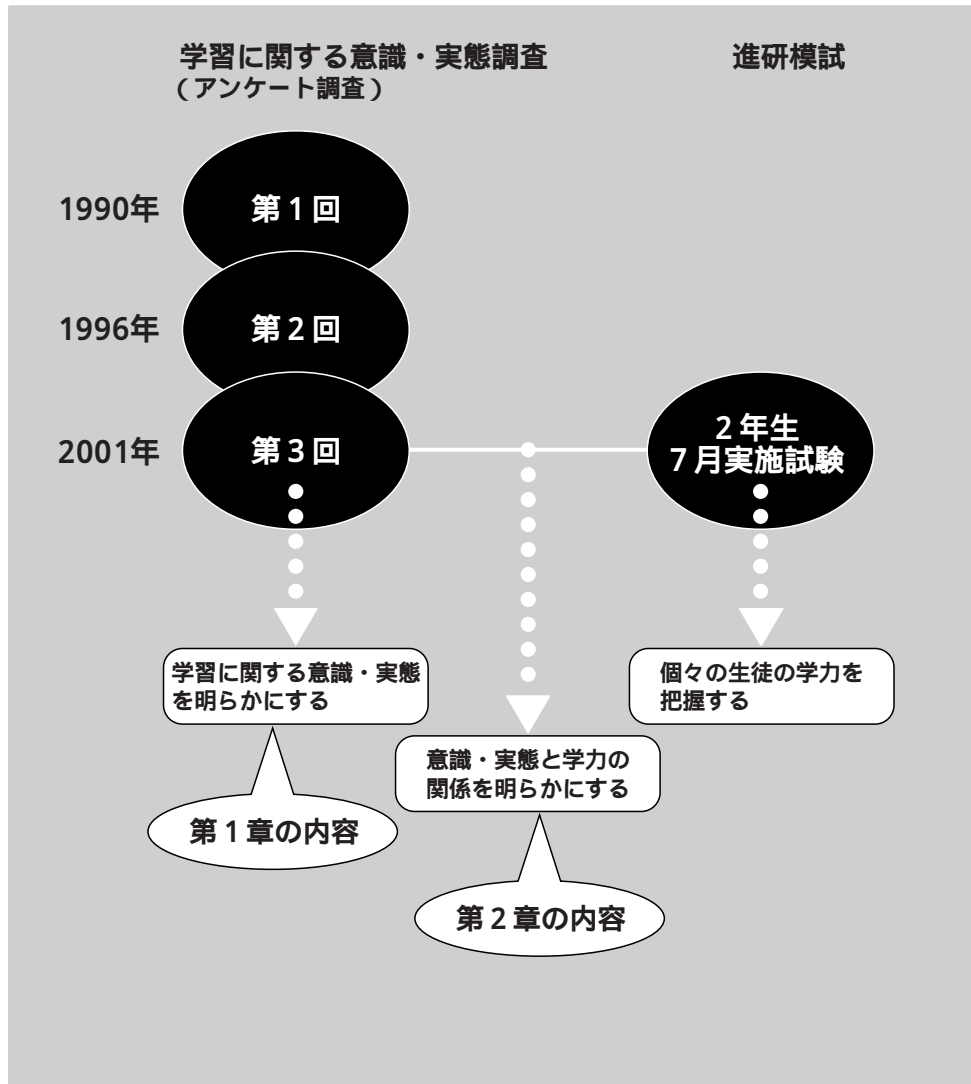 学習に関する意識・実態調査
（アンケート調査）
進研模試
1990年
第1回
1996年
第2回
2001年
第3回
2年生
7月実施試験
学習に関する意識・実態
を明らかにする
個々の生徒の学力を
把握する
意識・実態と学力の
関係を明らかにする
第1章の内容
第2章の内容